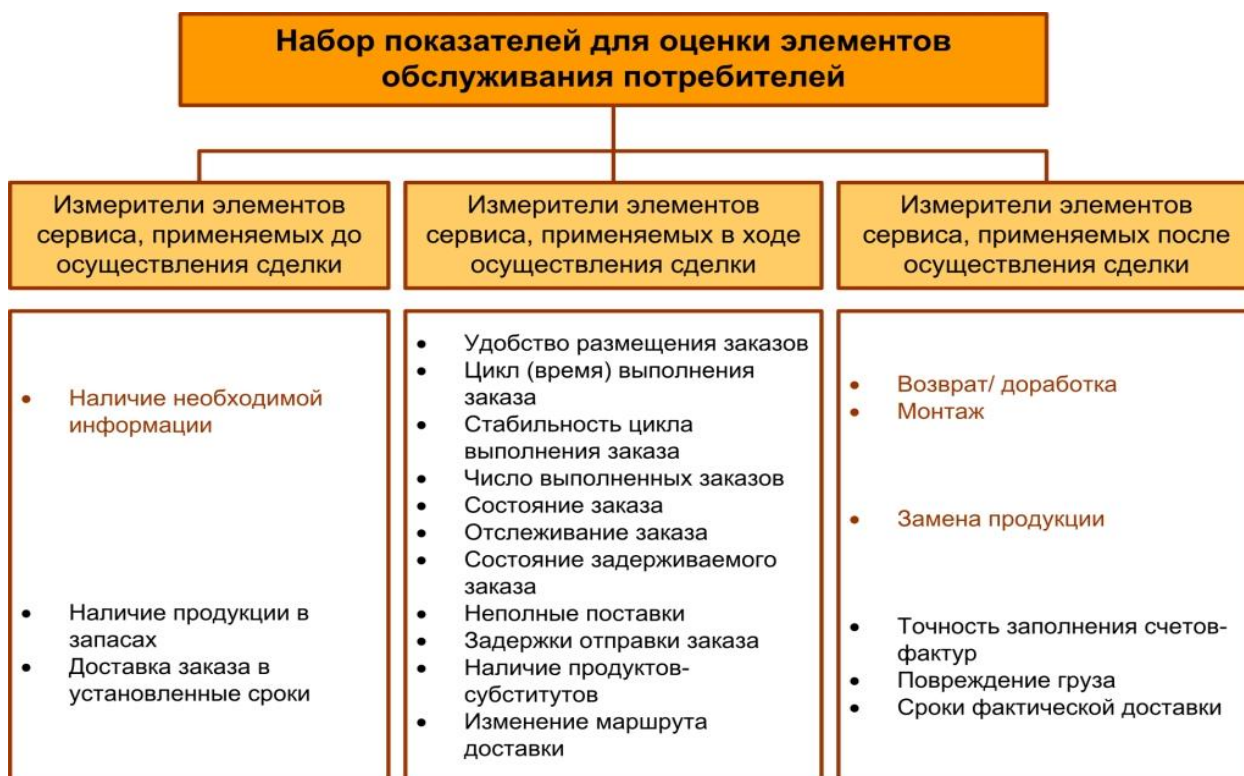 Набор показателей для оценки элементов
обслуживания потребителей
Измерители элементов
сервиса, применяемых до
осуществления сделки
Измерители элементов
сервиса, применяемых в ходе
осуществления сделки
Измерители элементов
сервиса, применяемых после
осуществления сделки
• Наличие необходимой
информации
• Наличие продукции в
запасах
• Доставка заказа в
установленные сроки
• Удобство размещения заказов
• Цикл (время) выполнения
заказа
• Стабильность цикла
выполнения заказа
• Число выполненных заказов
• Состояние заказа
• Отслеживание заказа
• Состояние задерживаемого
заказа
• Неполные поставки
• Задержки отправки заказа
• Наличие продуктов-
субститутов
• Изменение маршрута
доставки
• Возврат/ доработка
• Монтаж
• Замена продукции
• Точность заполнения счетов-
фактур
• Повреждение груза
• Сроки фактической доставки